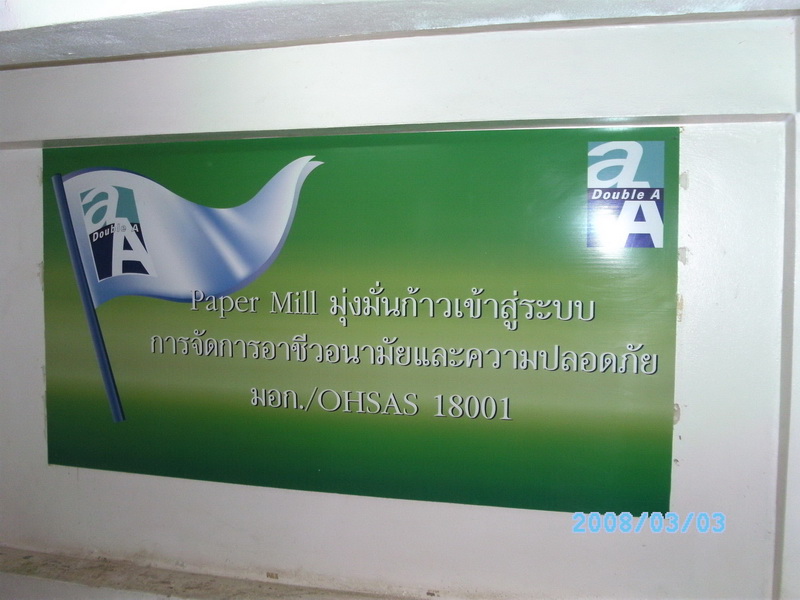 a
Double A
A
a
Double A
A
Paper Mill มุ่งมั่นก้าวเข้าสู่ระบบ
การจัดการอาชีวอนามัยและความปลอดภัย
มอก./OHSAS 18001
2008/03/03